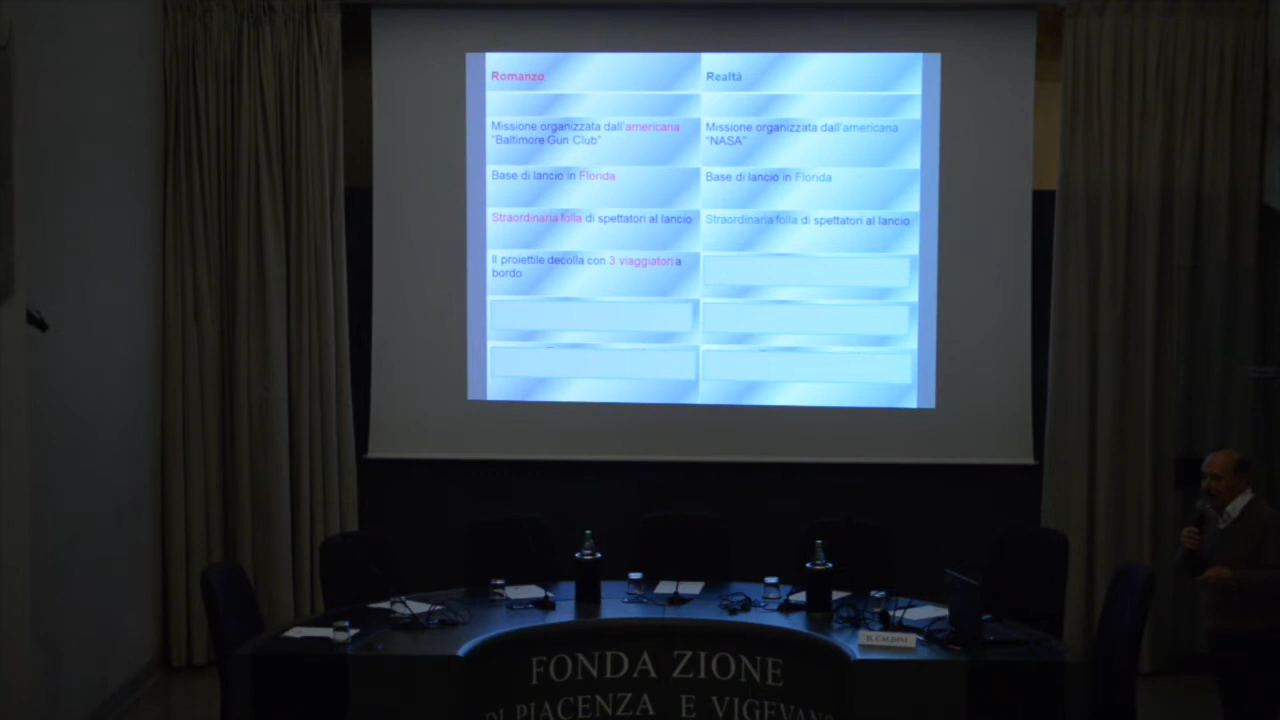 Romanzo
Realtà
Missione organizzata dall'americana
"Baltimore Gun Club"
Missione organizzata dall'americana
"NASA"
Base di lancio in Florida
Base di lancio in Florida
Straordinaria folla di spettatori al lancio
Straordinaria folla di spettatori al lancio
Il proiettile decolla con 3 viaggiatori a
bordo
FONDA ZIONE
DI PIACENZA E VIGEVANO